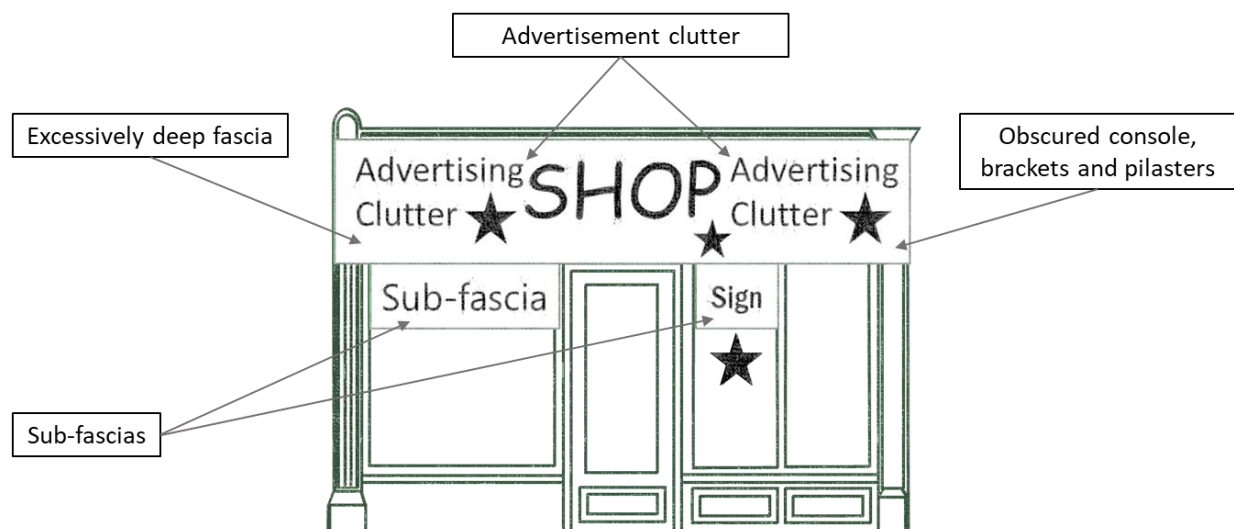 Advertisement clutter
Excessively deep fascia
Obscured console,
brackets and pilasters
Advertising
Clutter
SHOP
Advertising
Clutter
Sub-fascia
Sign
Sub-fascias